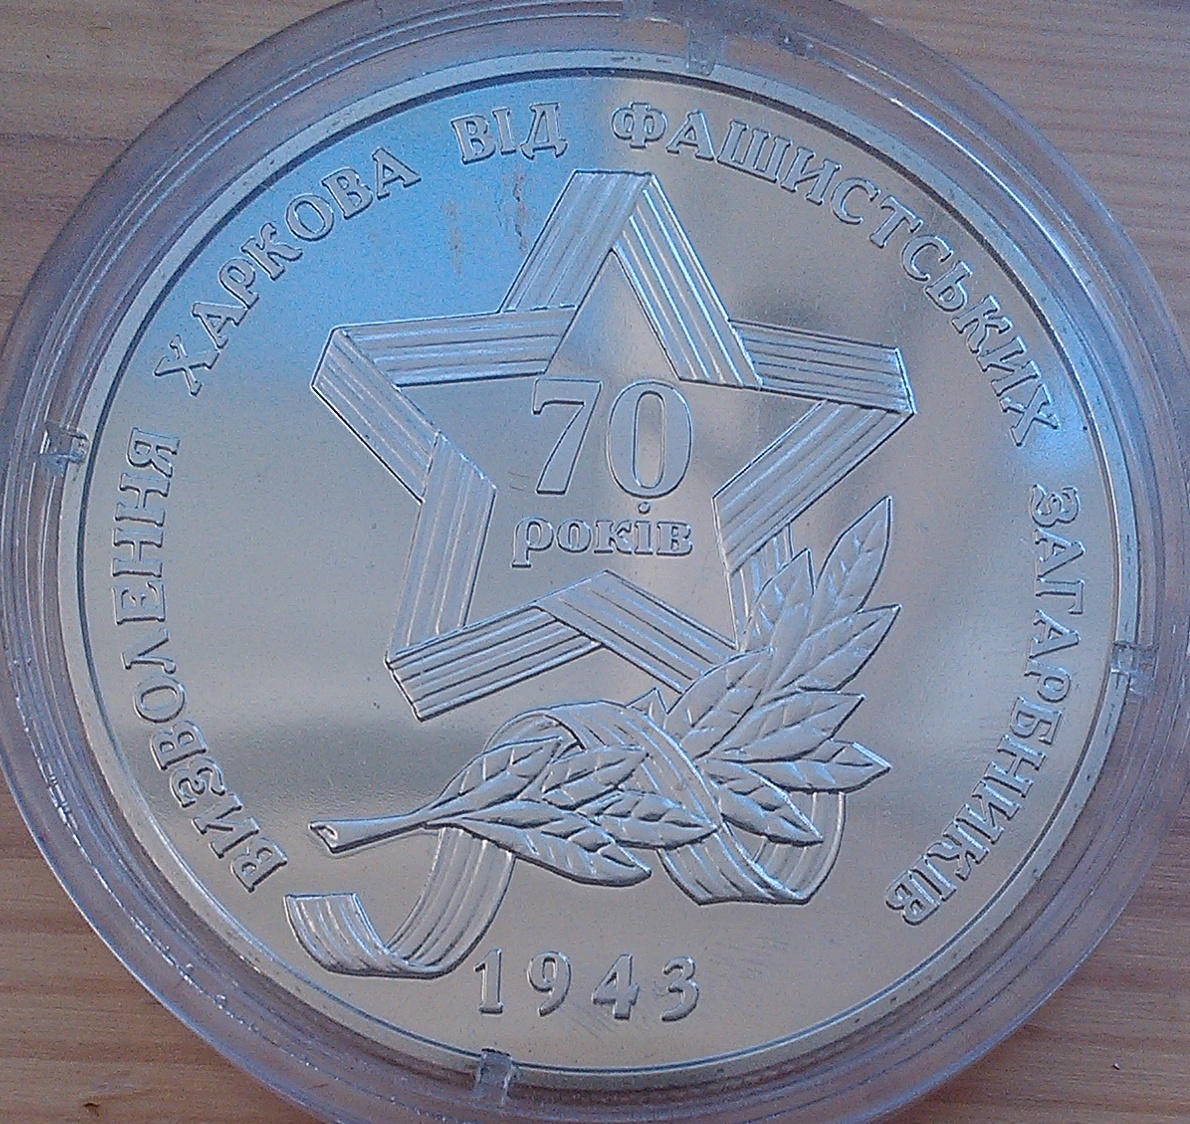 ВИЗВОЛЕННЯ ХАРКОВА ВІД ФАШИСТСЬКИХ ЗАГАРБНИКІВ
70
років
1943